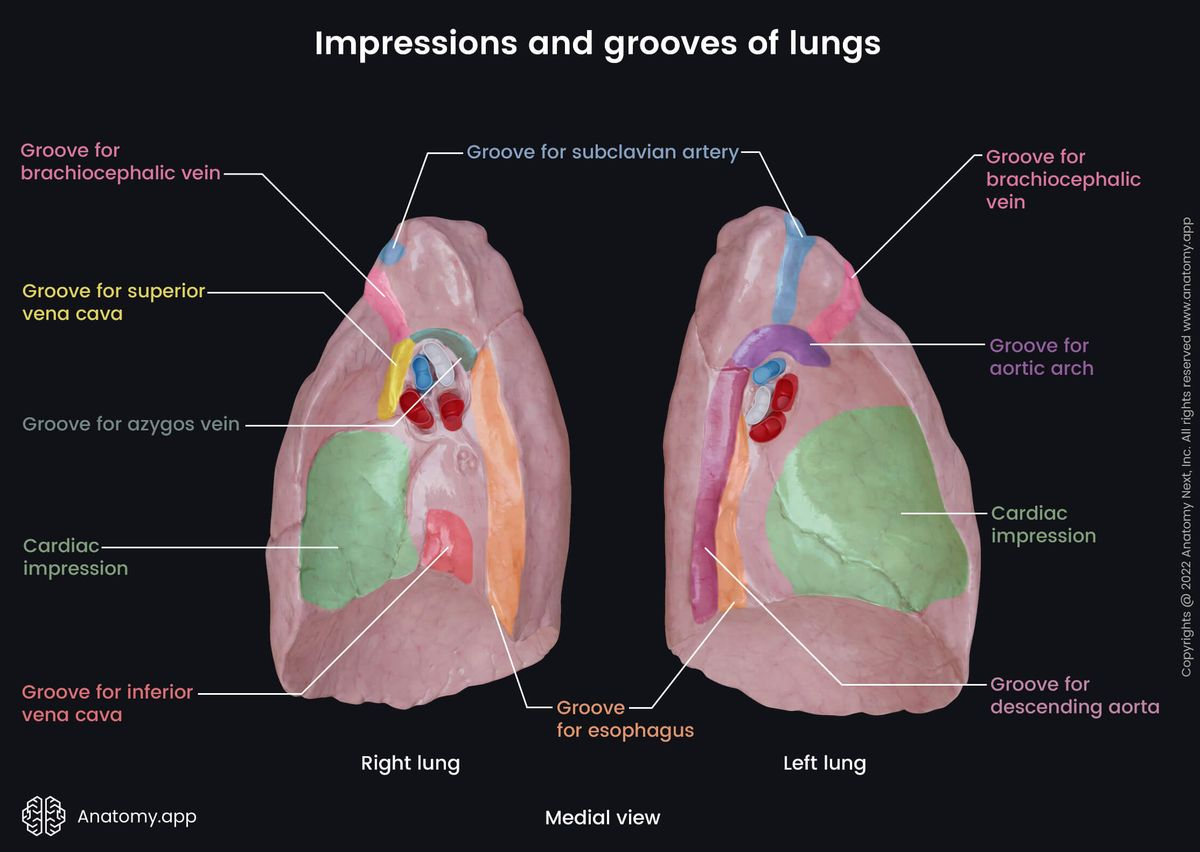 Impressions and grooves of lungs
Groove for
brachiocephalic vein
Groove for subclavian artery
Groove for
brachiocephalic
vein
Groove for superior
vena cava
Groove for
aortic arch
Groove for azygos vein
Cardiac
impression
Cardiac
impression
Groove for inferior
vena cava
Groove
for esophagus
Groove for
descending aorta
Right lung
Left lung
Medial view
Anatomy.app
Copyrights @ 2022 Anatomy Next, Inc. All rights reserved www.anatomy.app